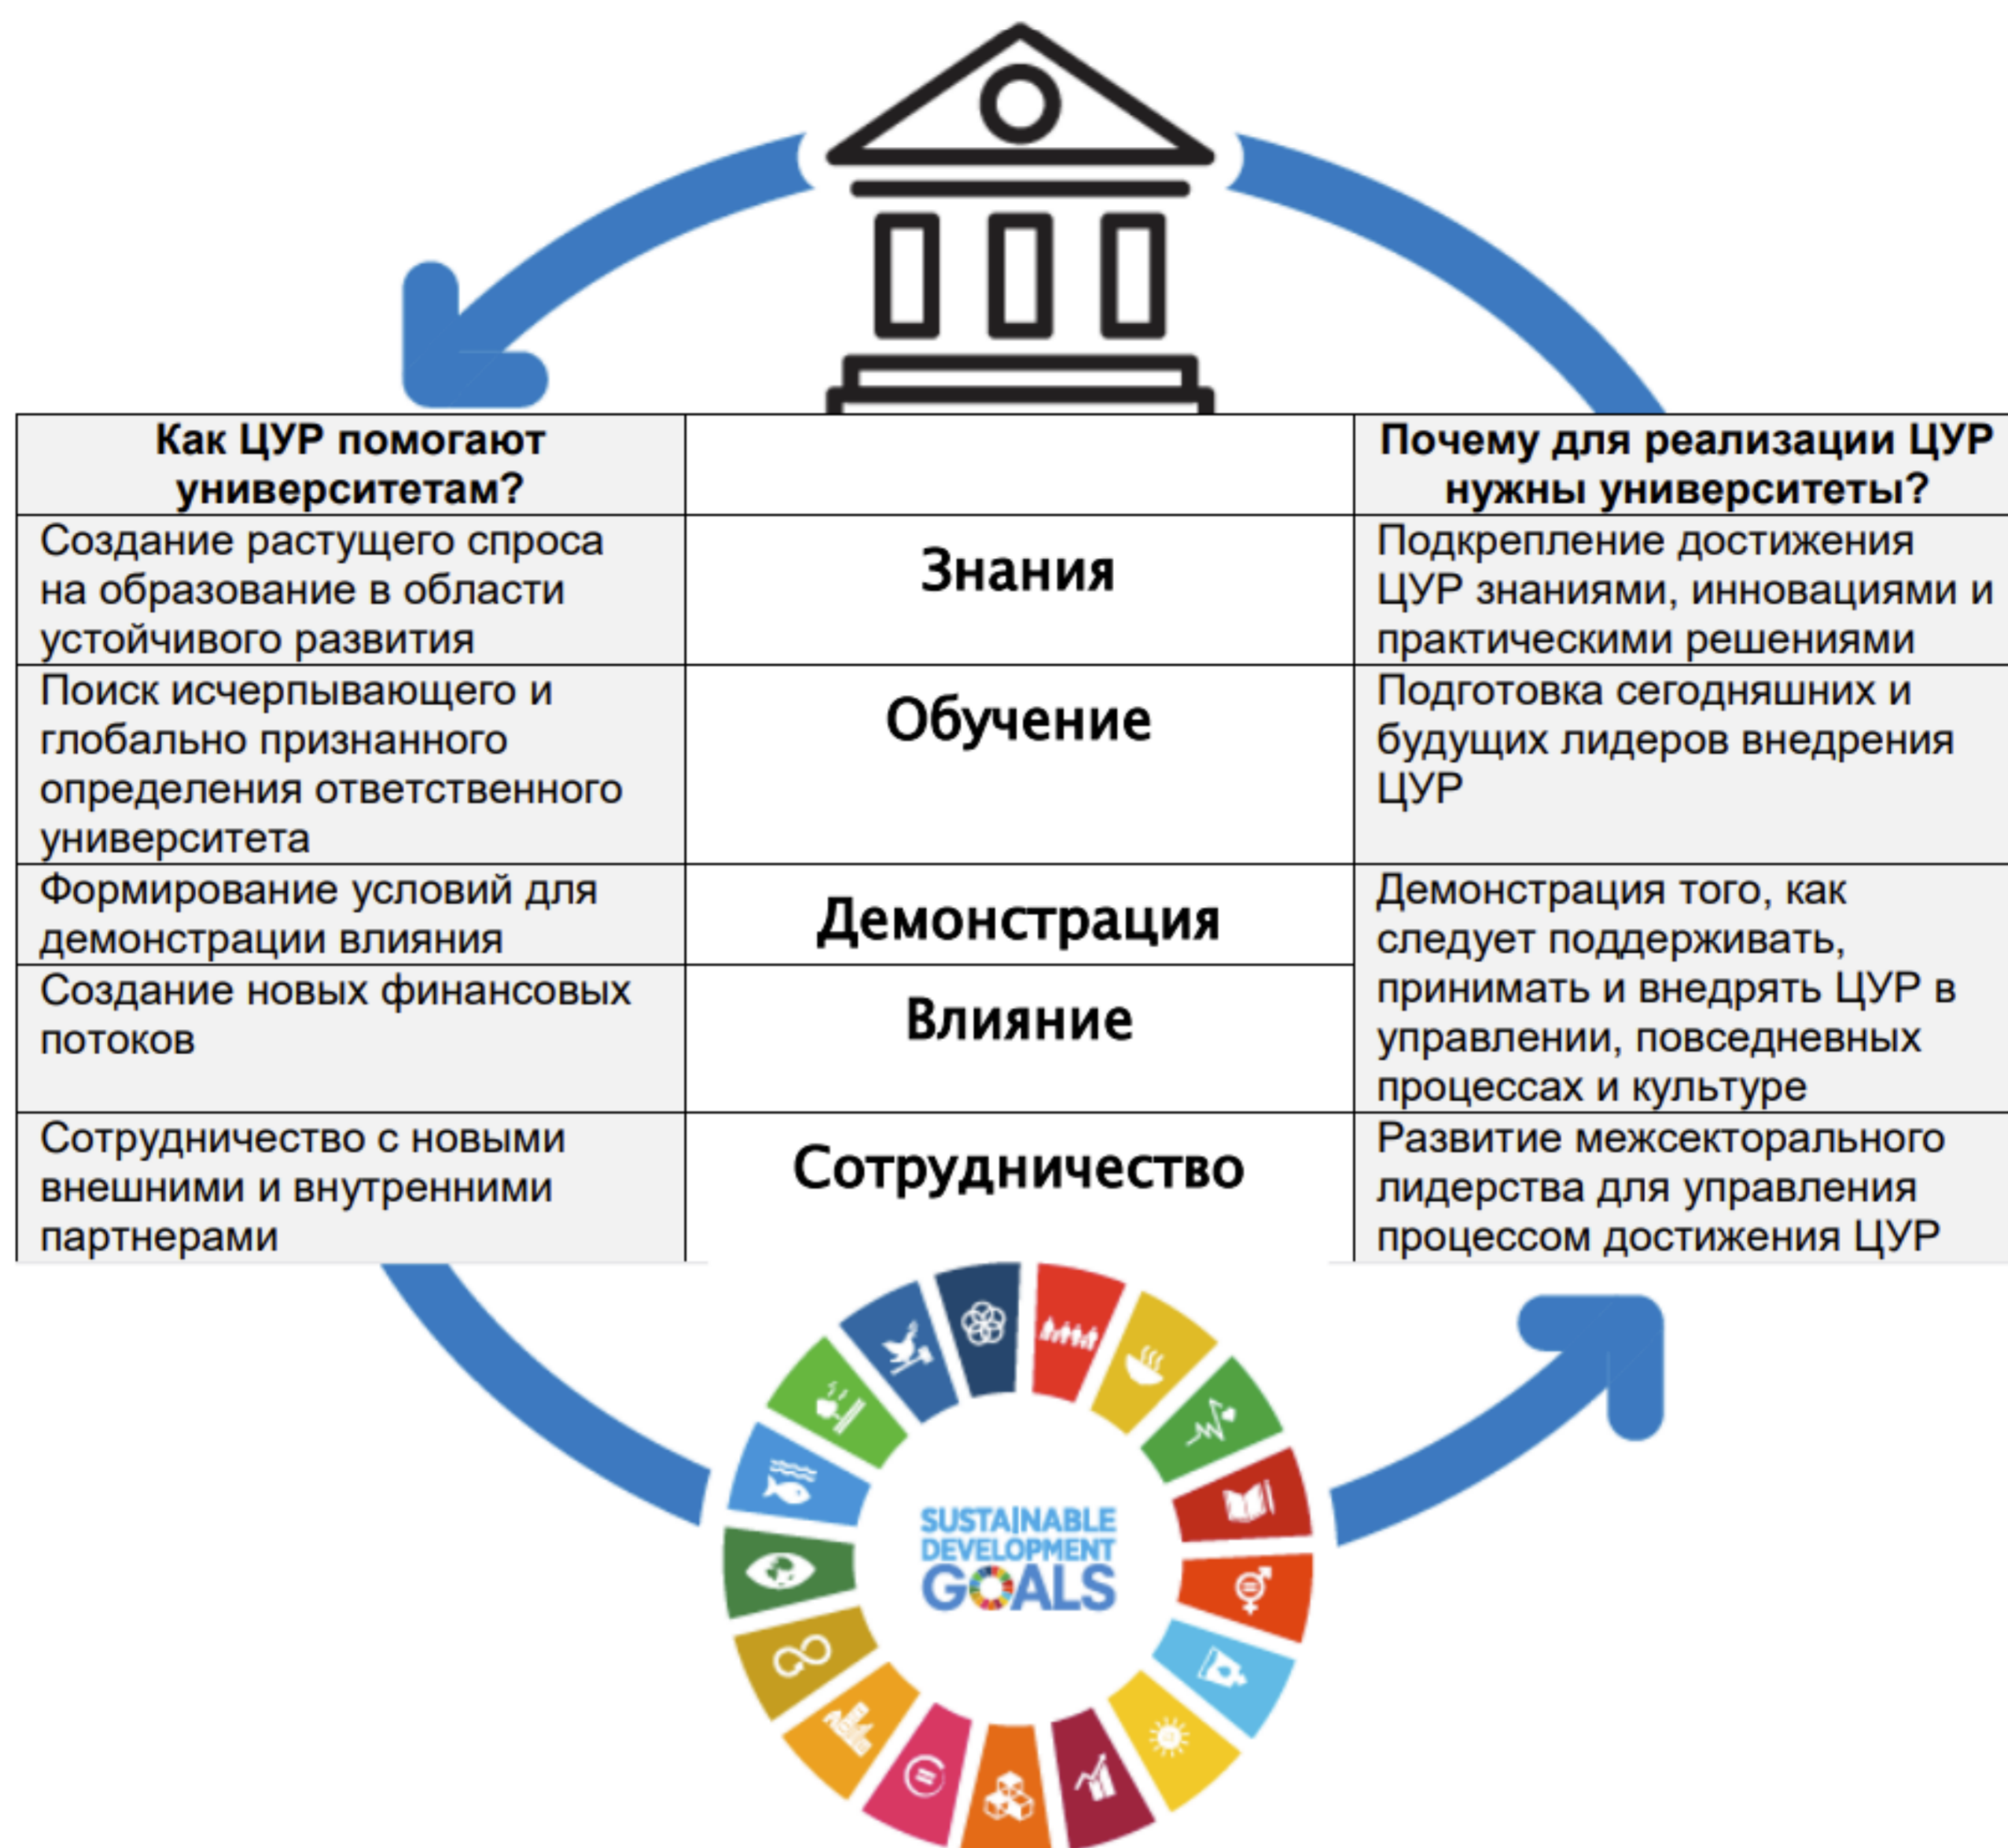 Как ЦУР помогают
университетам?
Почему для реализации ЦУР
нужны университеты?
Создание растущего спроса
на образование в области
устойчивого развития
Знания
Подкрепление достижения
ЦУР знаниями, инновациями и
практическими решениями
Поиск исчерпывающего и
глобально признанного
определения ответственного
университета
Обучение
Подготовка сегодняшних и
будущих лидеров внедрения
ЦУР
Формирование условий для
демонстрации влияния
Демонстрация
Демонстрация того, как
следует поддерживать,
принимать и внедрять ЦУР в
управлении, повседневных
процессах и культуре
Создание новых финансовых
потоков
Влияние
Сотрудничество с новыми
внешними и внутренними
партнерами
Сотрудничество
Развитие межсекторального
лидерства для управления
процессом достижения ЦУР
SUSTAINABLE
DEVELOPMENT
GOALS